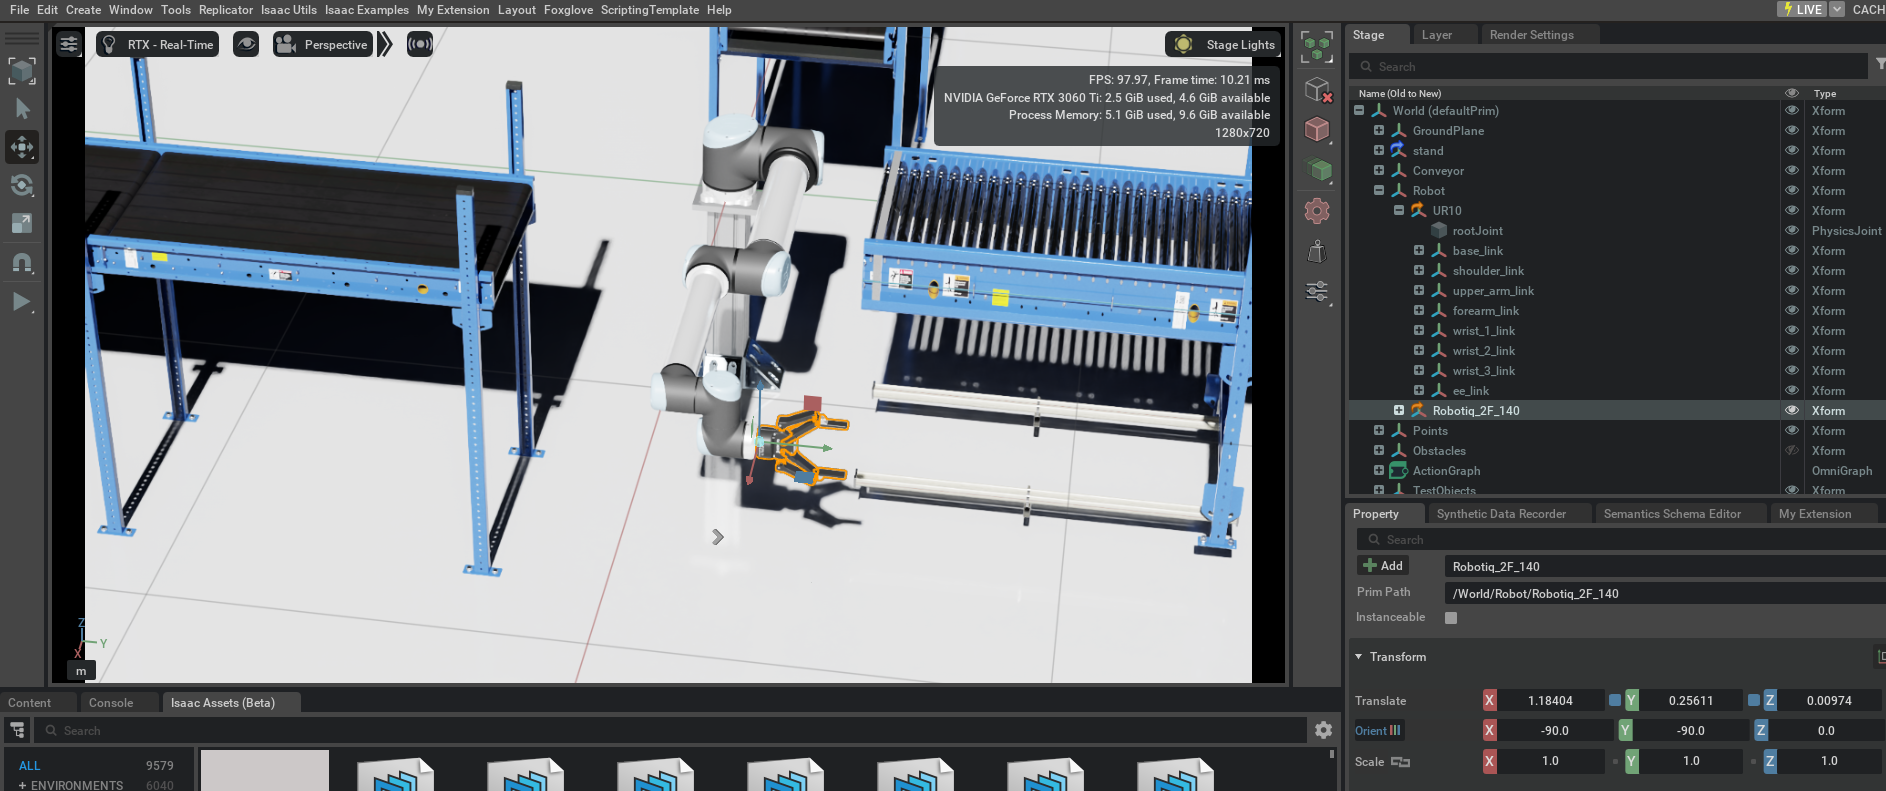 File Edit Create Window Tools Replicator Isaac Utils Isaac Examples My Extension Layout Foxglove ScriptingTemplate Help
LIVE CACH
RTX - Real-Time
Perspective
Stage Lights
FPS: 97.97, Frame time: 10.21 ms
NVIDIA GeForce RTX 3060 Ti: 2.5 GiB used, 4.6 GiB available
Process Memory: 5.1 GiB used, 9.6 GiB available
1280x720
Z
Y
X
m
Stage Layer Render Settings
Search
Name (Old to New) Type
World (defaultPrim) Xform
GroundPlane Xform
stand Xform
Conveyor Xform
Robot Xform
UR10 Xform
rootJoint PhysicsJoint
base_link Xform
shoulder_link Xform
upper_arm_link Xform
forearm_link Xform
wrist_1_link Xform
wrist_2_link Xform
wrist_3_link Xform
ee_link Xform
Robotiq_2F_140 Xform
Points Xform
Obstacles Xform
ActionGraph OmniGraph
TestObjects Xform
Property Synthetic Data Recorder Semantics Schema Editor My Extension
Search
Add Robotiq_2F_140
Prim Path /World/Robot/Robotiq_2F_140
Instanceable
Transform
Translate X 1.18404 Y 0.25611 Z 0.00974
Orient X -90.0 Y -90.0 Z 0.0
Scale X 1.0 Y 1.0 Z 1.0
Content Console Isaac Assets (Beta)
Search
ALL 9579
+ ENVIRONMENTS 6040